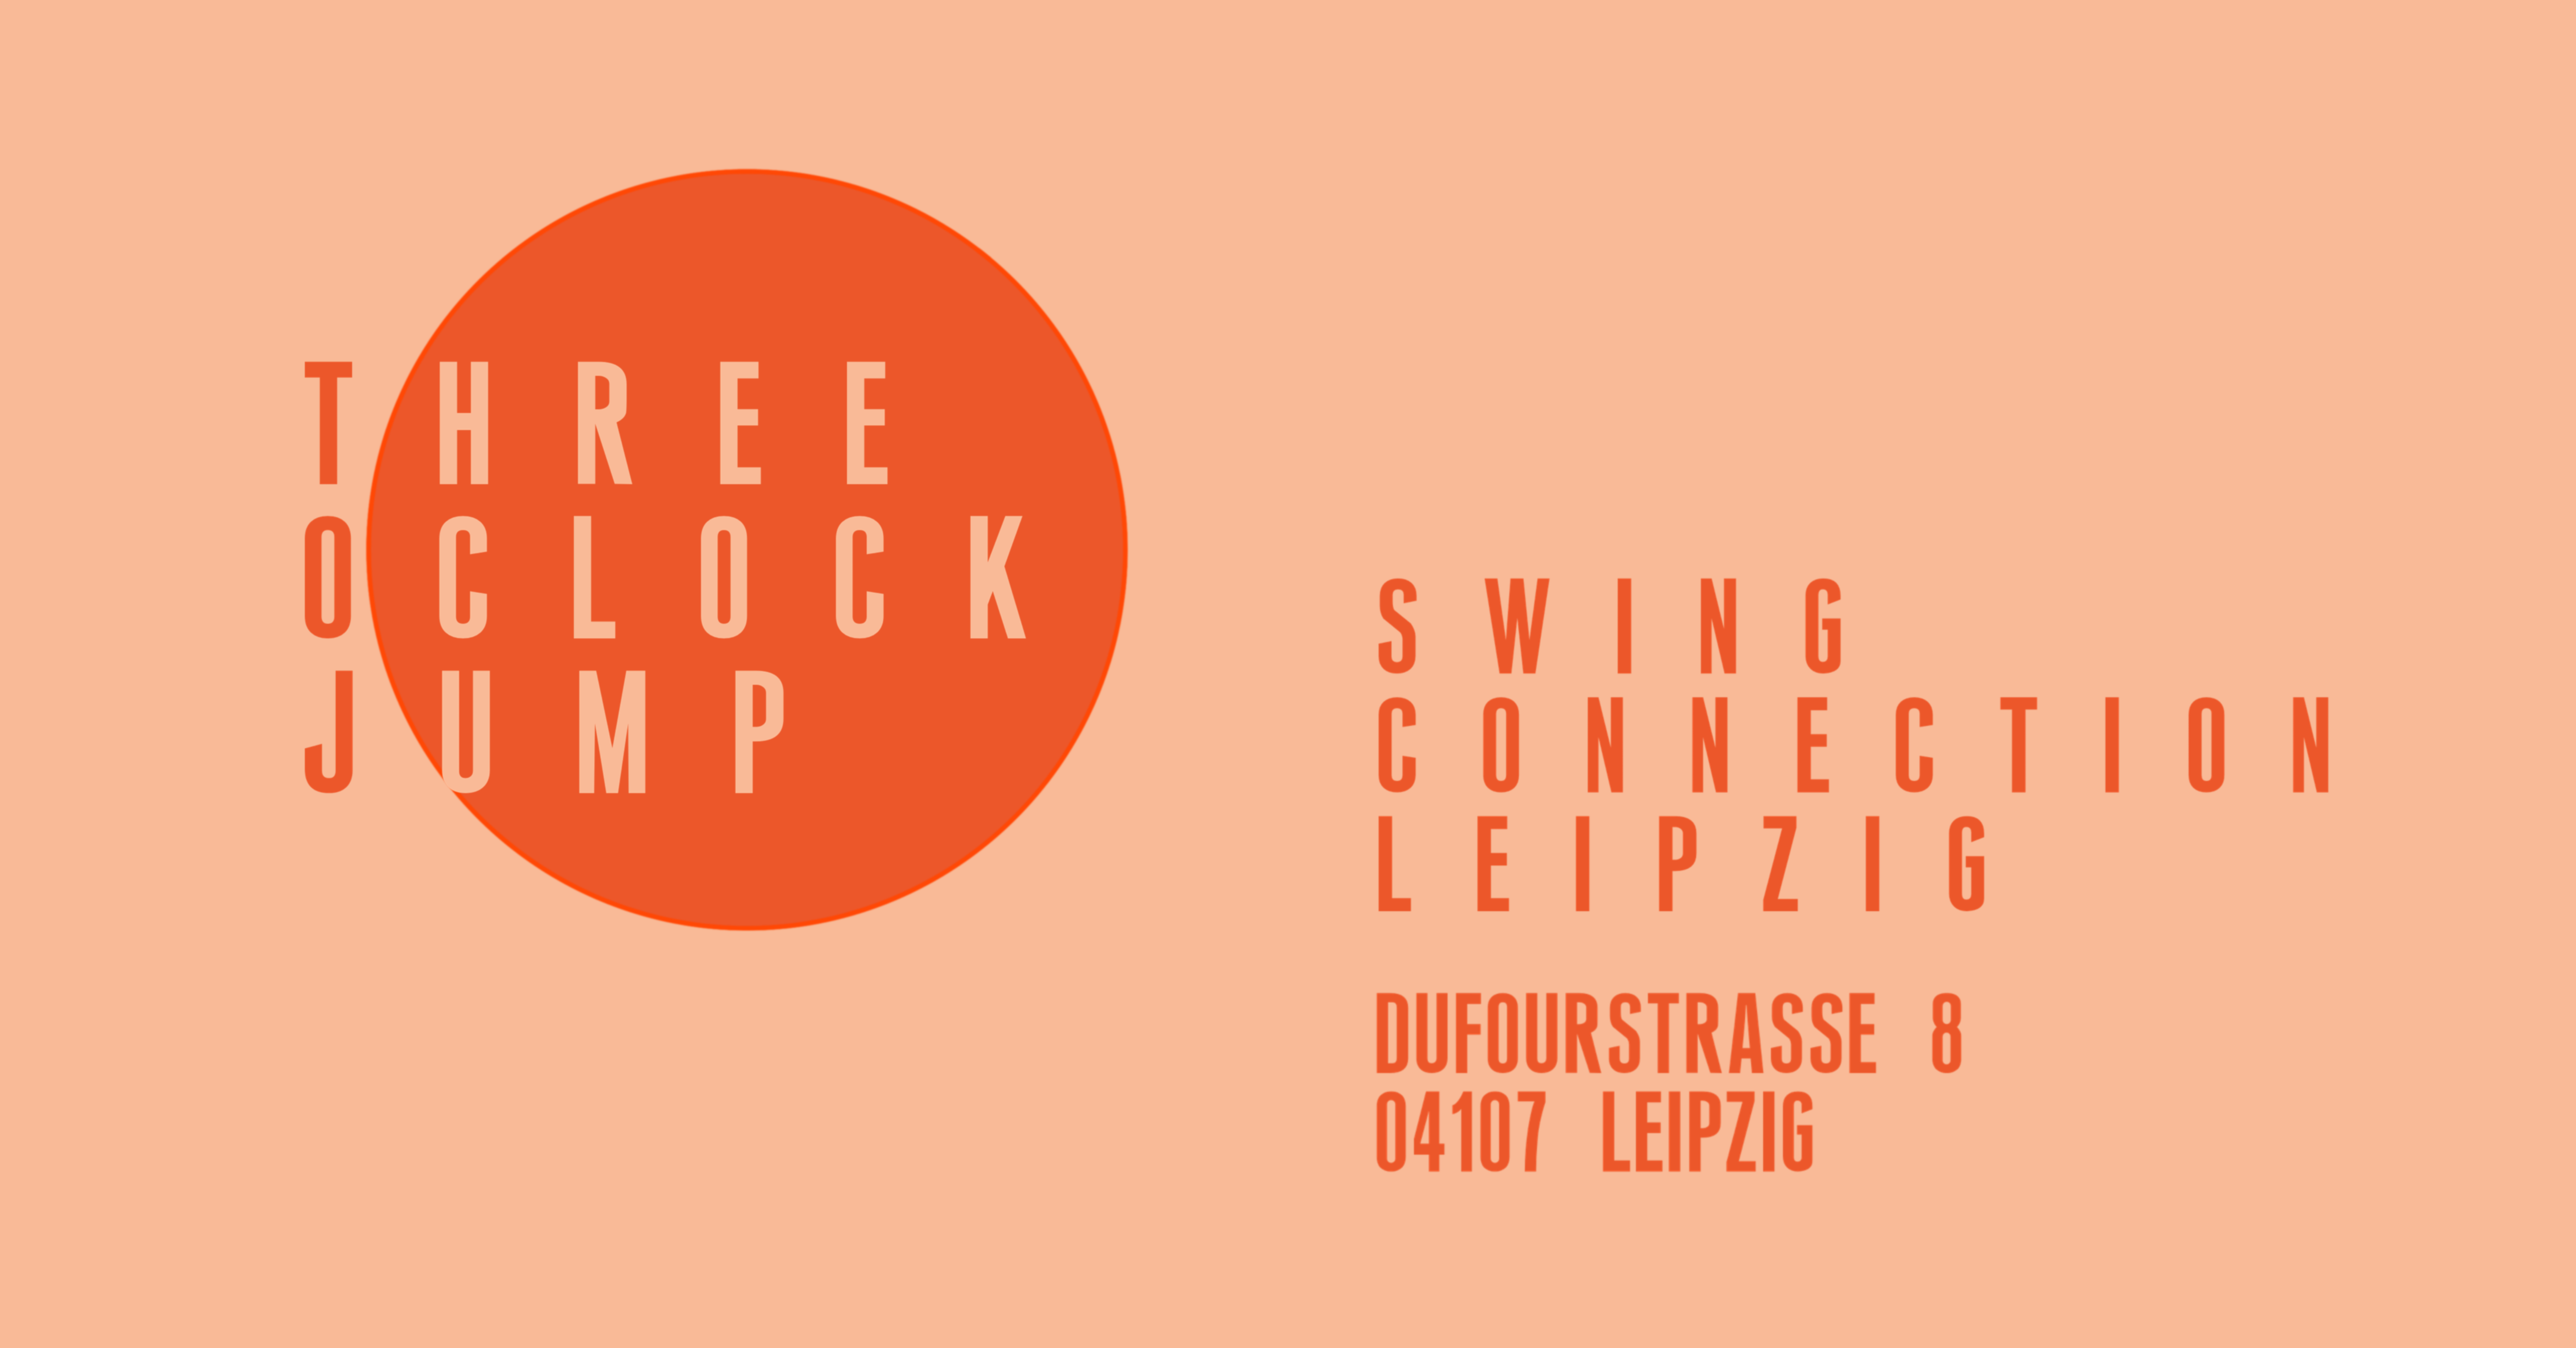 THREE
OCLOCK
JUMP
SWING
CONNECTION
LEIPZIG
DUFOURSTRASSE 8
04107 LEIPZIG